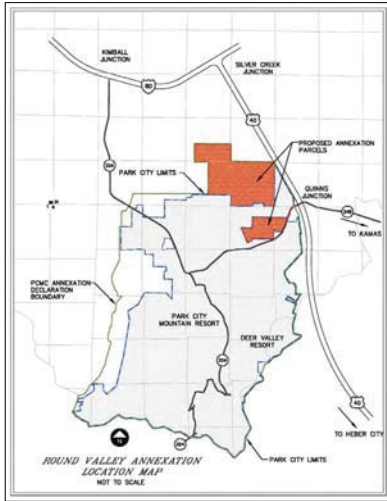 KIMBALL
JUNCTION
SILVER CREEK
JUNCTION
80
40
224
PROPOSED ANNEXATION
PARCELS
PARK CITY LIMITS
QUINNS
JUNCTION
248
TO KAMAS
PCMC ANNEXATION
DECLARATION
BOUNDARY
PARK CITY
MOUNTAIN RESORT
DEER VALLEY
RESORT
224
40
TO HEBER CITY
224
PARK CITY LIMITS
ROUND VALLEY ANNEXATION
LOCATION MAP
NOT TO SCALE